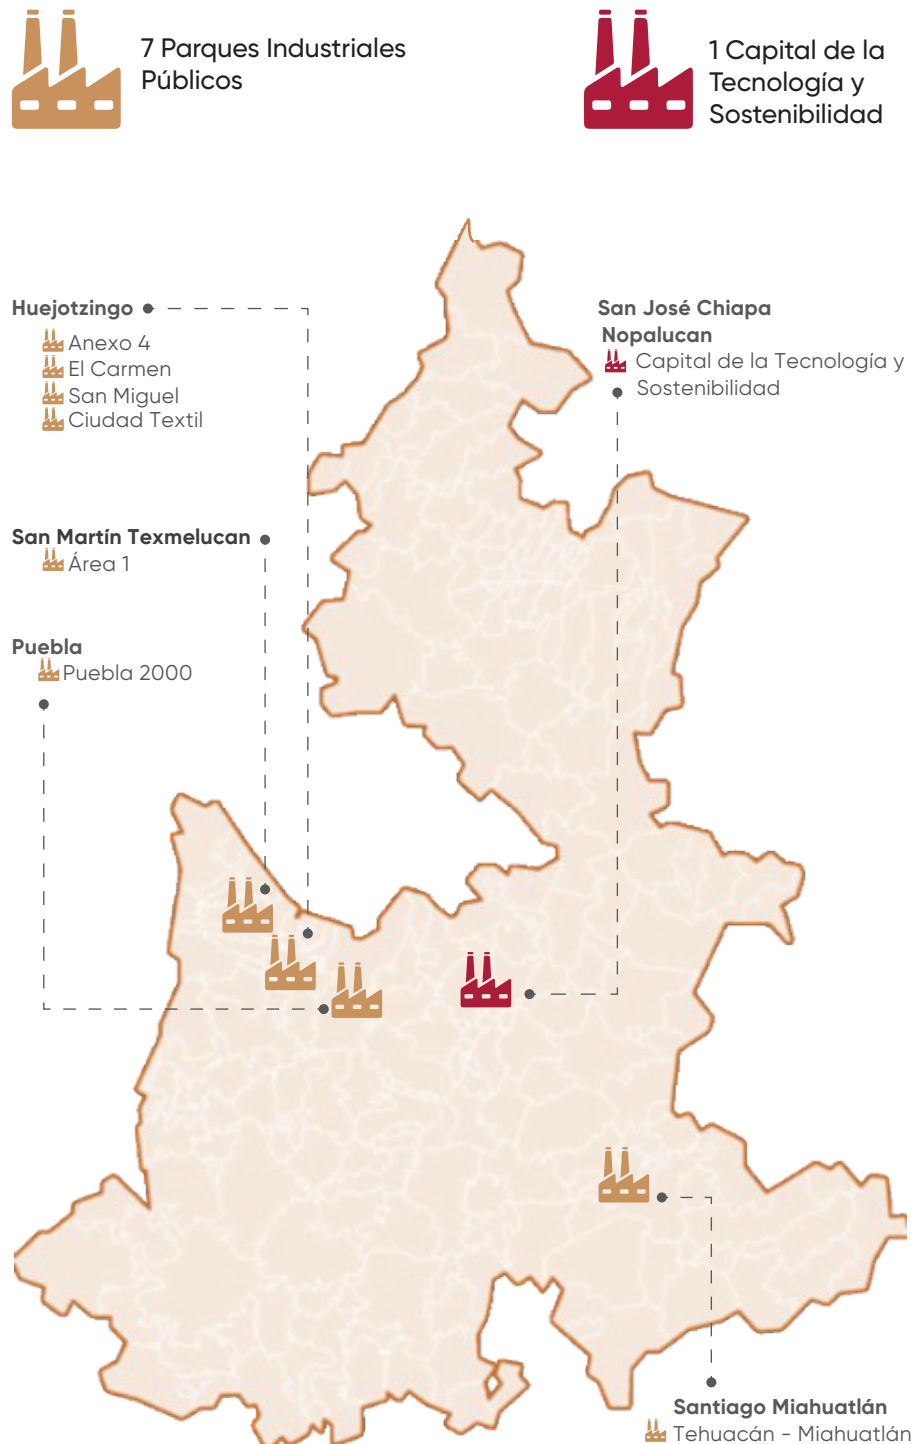 7 Parques Industriales
Públicos
1 Capital de la
Tecnología y
Sostenibilidad
Huejotzingo
Anexo 4
El Carmen
San Miguel
Ciudad Textil
San José Chiapa
Nopalucan
Capital de la Tecnología y
Sostenibilidad
San Martín Texmelucan
Área 1
Puebla
Puebla 2000
Santiago Miahuatlán
Tehuacán - Miahuatlán